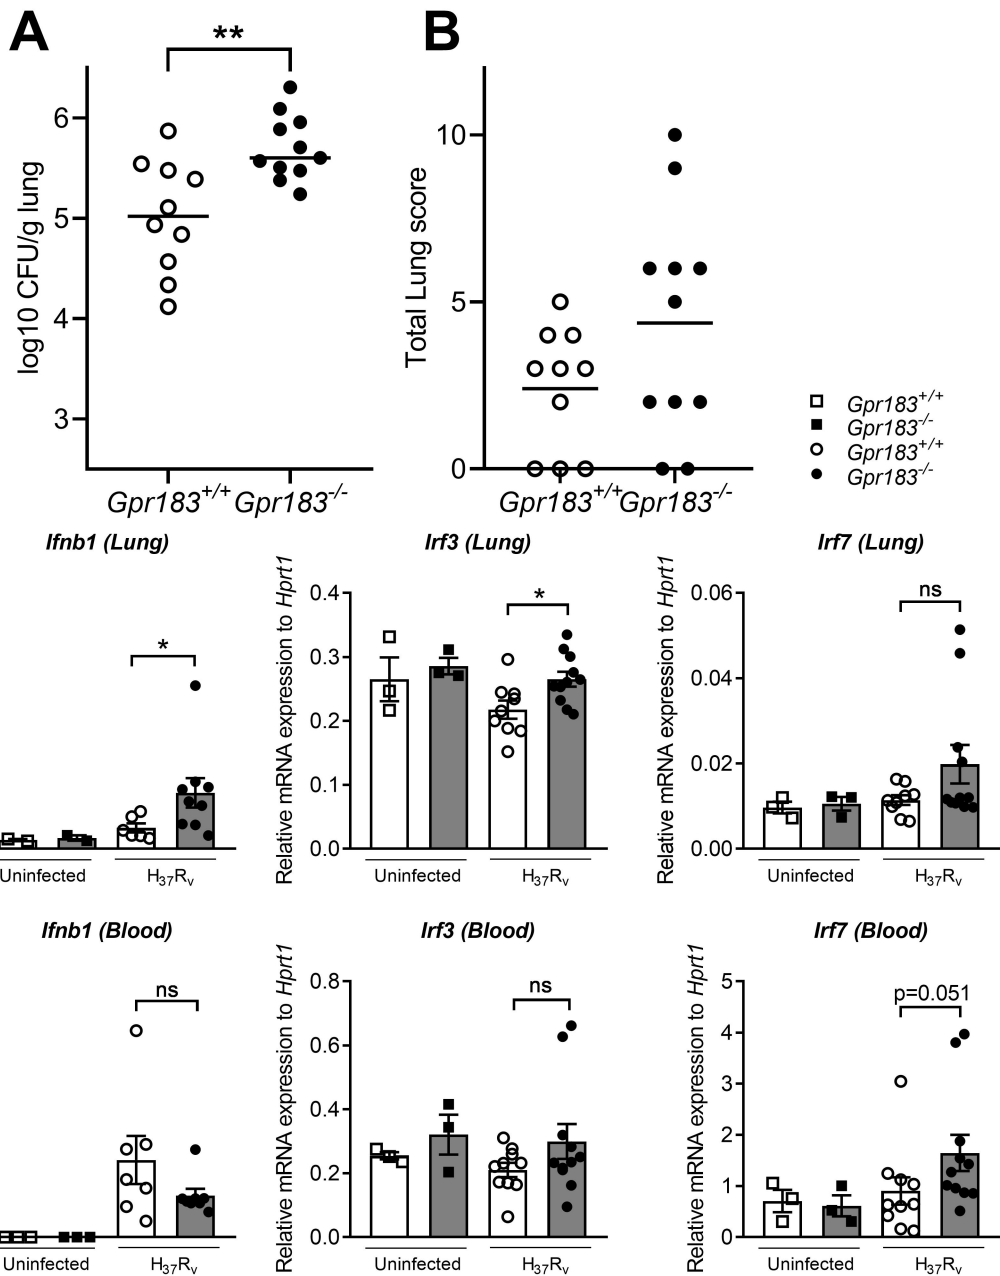 A
B
**
log10 CFU/g lung
6
5
4
3
Gpr183+/+ Gpr183-/-
Total Lung score
10
5
0
Gpr183+/+ Gpr183-/-
Gpr183+/+
Gpr183-/-
Gpr183+/+
Gpr183-/-
Ifnb1 (Lung)
*
Uninfected
H37Rv
Irf3 (Lung)
Relative mRNA expression to Hprt1
0.4
0.3
0.2
0.1
0.0
*
Uninfected
H37Rv
Irf7 (Lung)
Relative mRNA expression to Hprt1
0.06
0.04
0.02
0.00
ns
Uninfected
H37Rv
Ifnb1 (Blood)
ns
Uninfected
H37Rv
Irf3 (Blood)
Relative mRNA expression to Hprt1
0.8
0.6
0.4
0.2
0.0
ns
Uninfected
H37Rv
Irf7 (Blood)
Relative mRNA expression to Hprt1
5
4
3
2
1
0
p=0.051
Uninfected
H37Rv